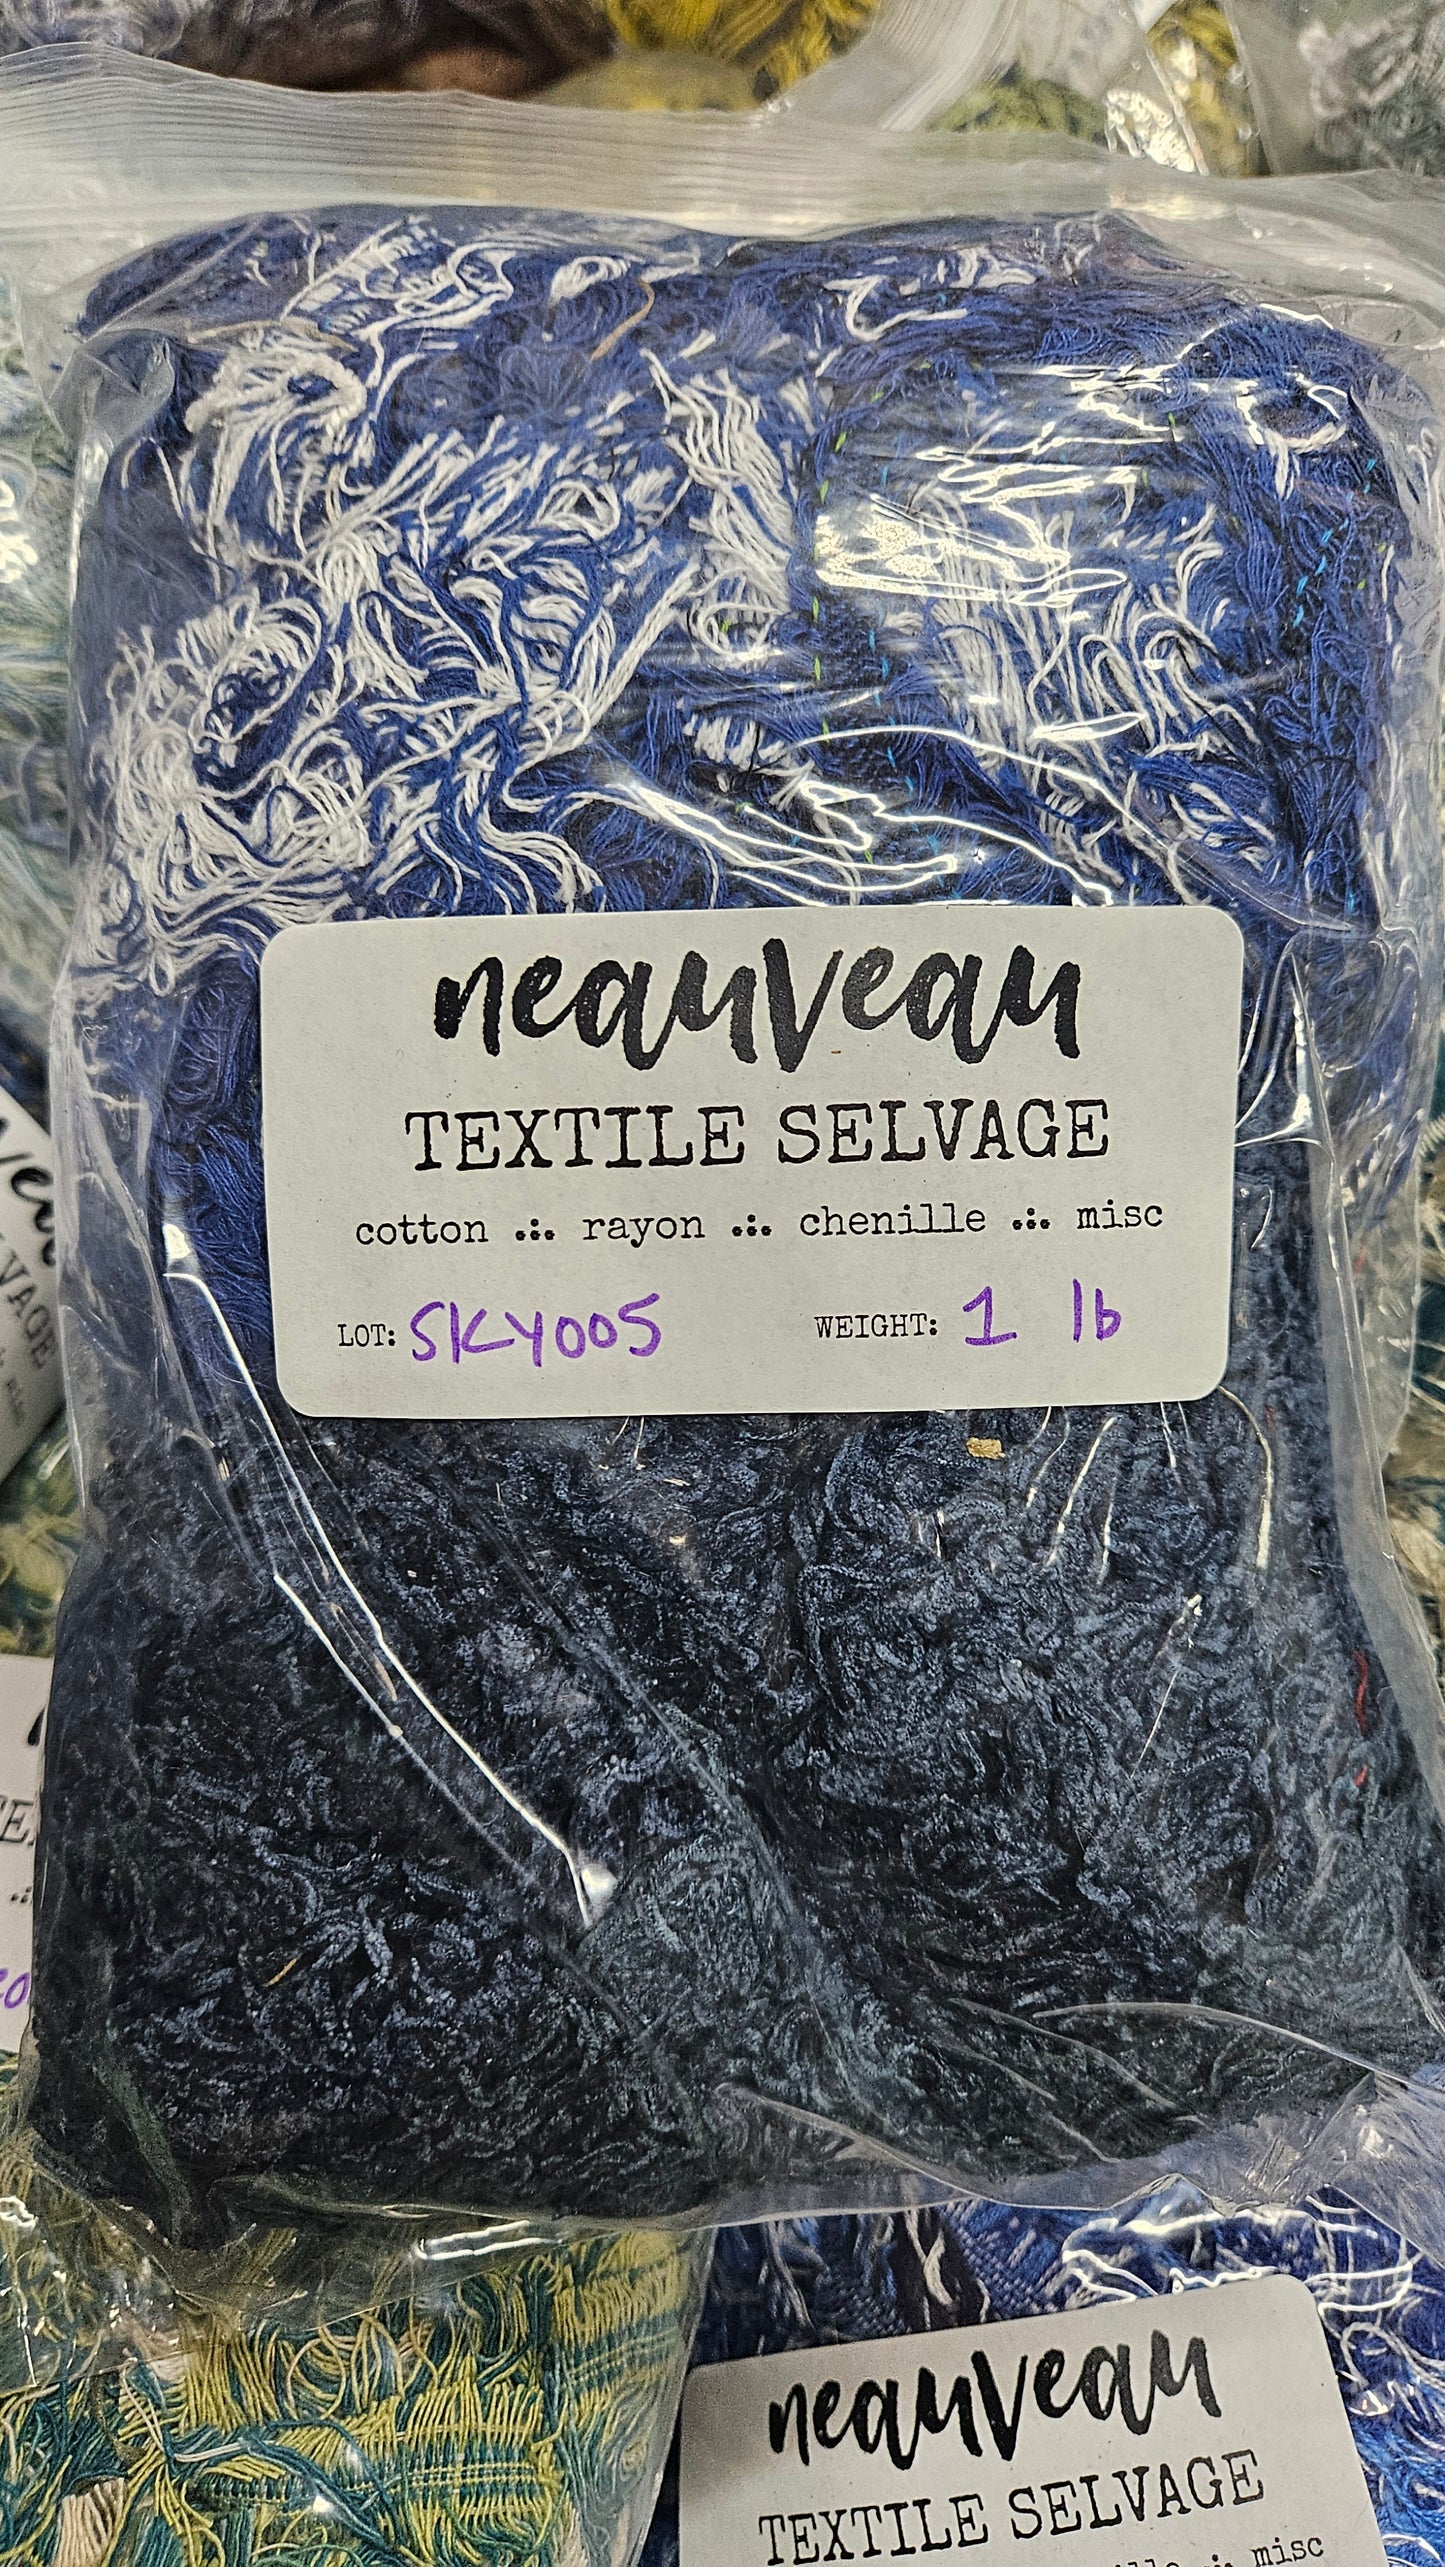 neauveau
TEXTILE SELVAGE
cotton .:. rayon .:. chenille .:. misc
LOT: SKY005 WEIGHT: 1 lb
neauveau
TEXTILE SELVAGE
.:. misc